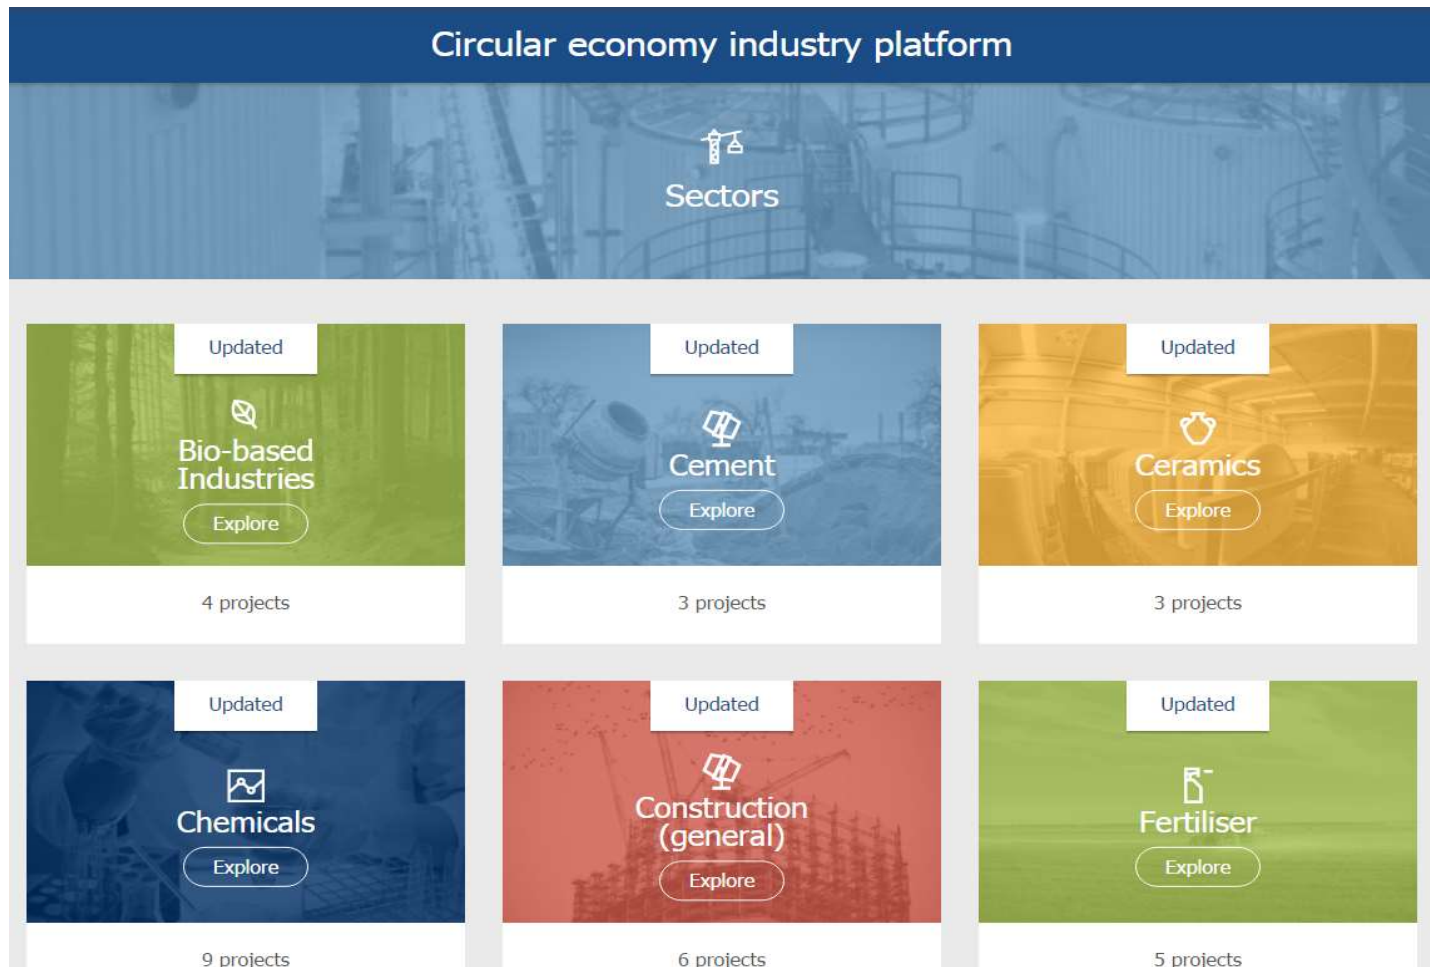 Circular economy industry platform
Sectors
Updated
Updated
Updated
Bio-based
Industries
Explore
Cement
Explore
Ceramics
Explore
4 projects
3 projects
3 projects
Updated
Updated
Updated
Chemicals
Explore
Construction
(general)
Explore
Fertiliser
Explore
9 projects
6 projects
5 projects